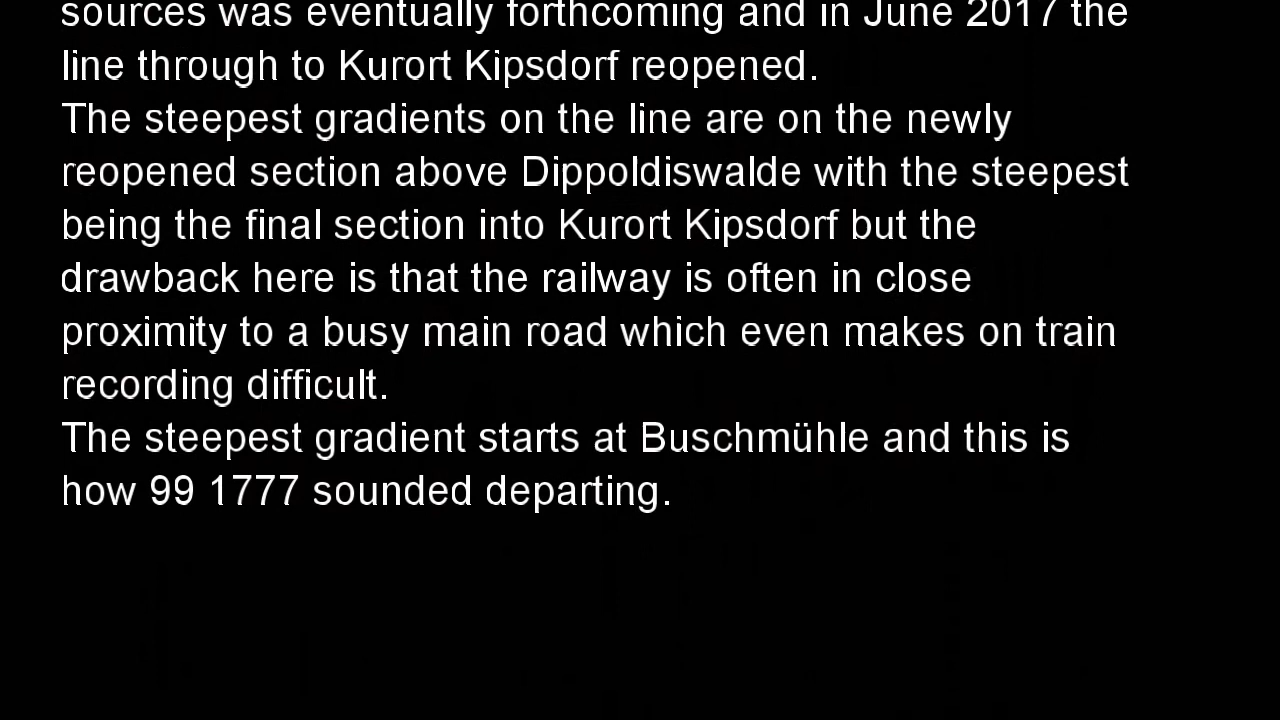 sources was eventually forthcoming and in June 2017 the
line through to Kurort Kipsdorf reopened.
The steepest gradients on the line are on the newly
reopened section above Dippoldiswalde with the steepest
being the final section into Kurort Kipsdorf but the
drawback here is that the railway is often in close
proximity to a busy main road which even makes on train
recording difficult.
The steepest gradient starts at Buschmühle and this is
how 99 1777 sounded departing.